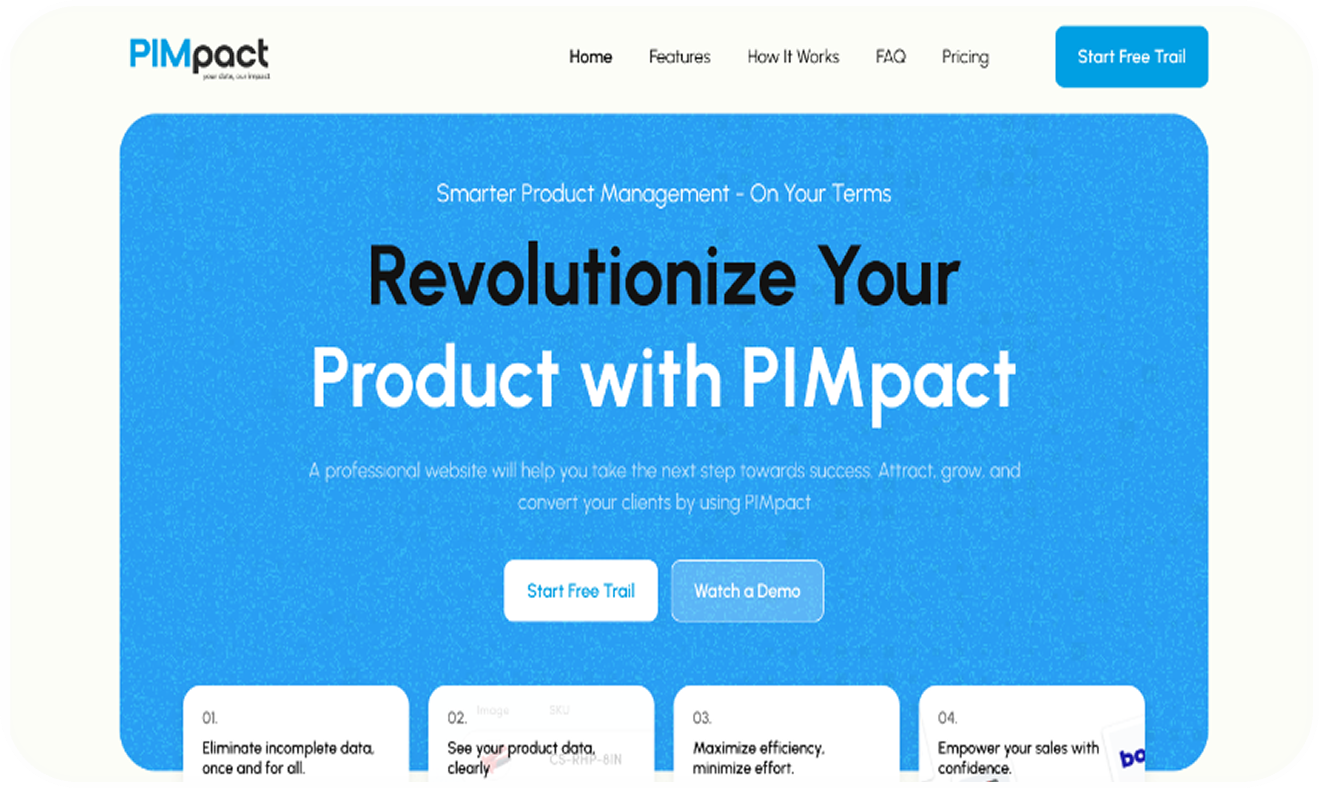 PIMpact
your data, our impact
Home Features How It Works FAQ Pricing Start Free Trail
Smarter Product Management - On Your Terms
Revolutionize Your
Product with PIMpact
A professional website will help you take the next step towards success. Attract, grow, and
convert your clients by using PIMpact
Start Free Trail Watch a Demo
01.
Eliminate incomplete data,
once and for all.
02. Image SKU
See your product data,
clearly CS-RHP-8IN
03.
Maximize efficiency,
minimize effort.
04.
Empower your sales with
confidence.
bo